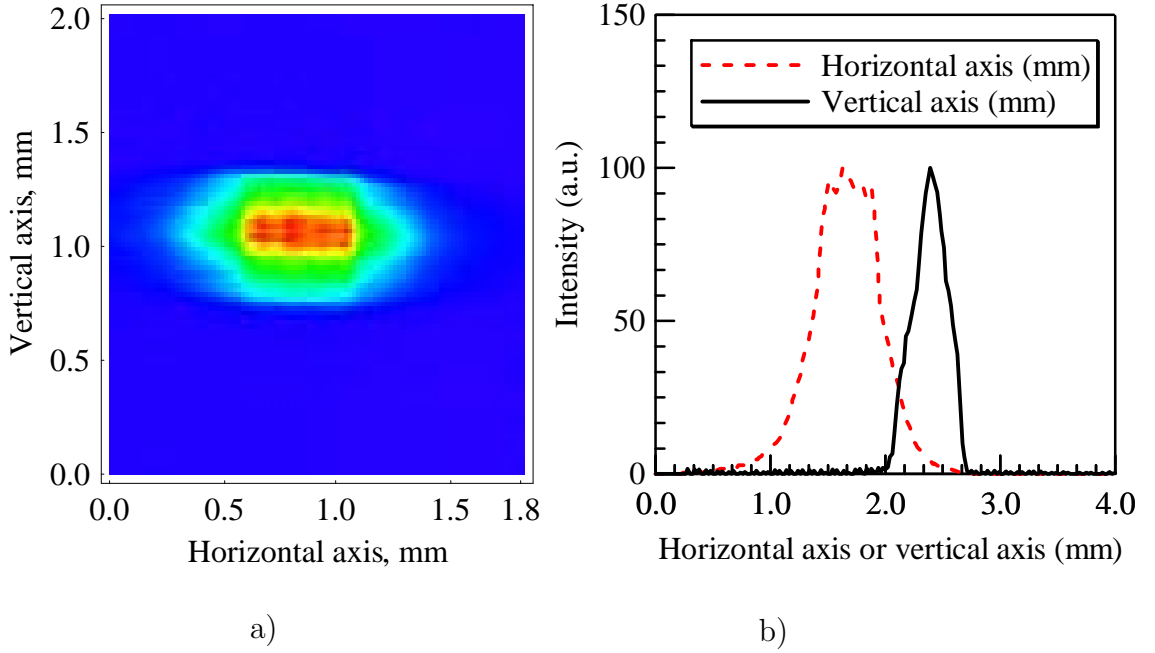 2.0
1.5
1.0
0.5
0.0
Vertical axis, mm
0.0
0.5
1.0
1.5
1.8
Horizontal axis, mm
a)
150
100
50
0
Intensity (a.u.)
Horizontal axis (mm)
Vertical axis (mm)
0.0
1.0
2.0
3.0
4.0
Horizontal axis or vertical axis (mm)
b)